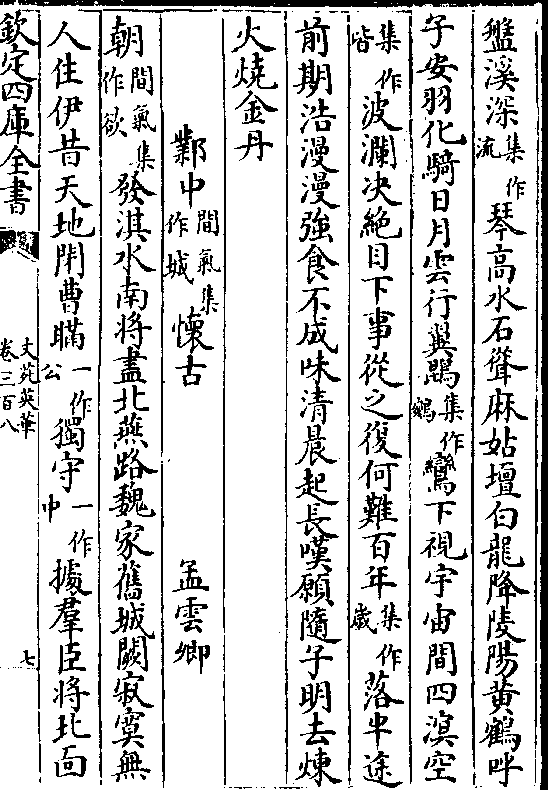 盤溪深集作流琴高水石聳麻姑壇白龍降陵陽黄鶴呼
子安羽化騎日月雲行翼鵾集作鵷鸞下視宇宙間四溟空
集作皆波瀾决絶目下事從之復何難百年集作歲落半途
前期浩漫漫強食不成味清晨起長嘆願隨子明去煉
火燒金丹
鄴中間氣集作城懷古 孟雲卿
朝間氣集作欲發淇水南將盡北燕路魏家舊城闕寂寞無
人住伊昔天地閉曹瞞一作公獨守一作中據羣臣將北面
欽定四庫全書
文苑英華
卷三百八
七